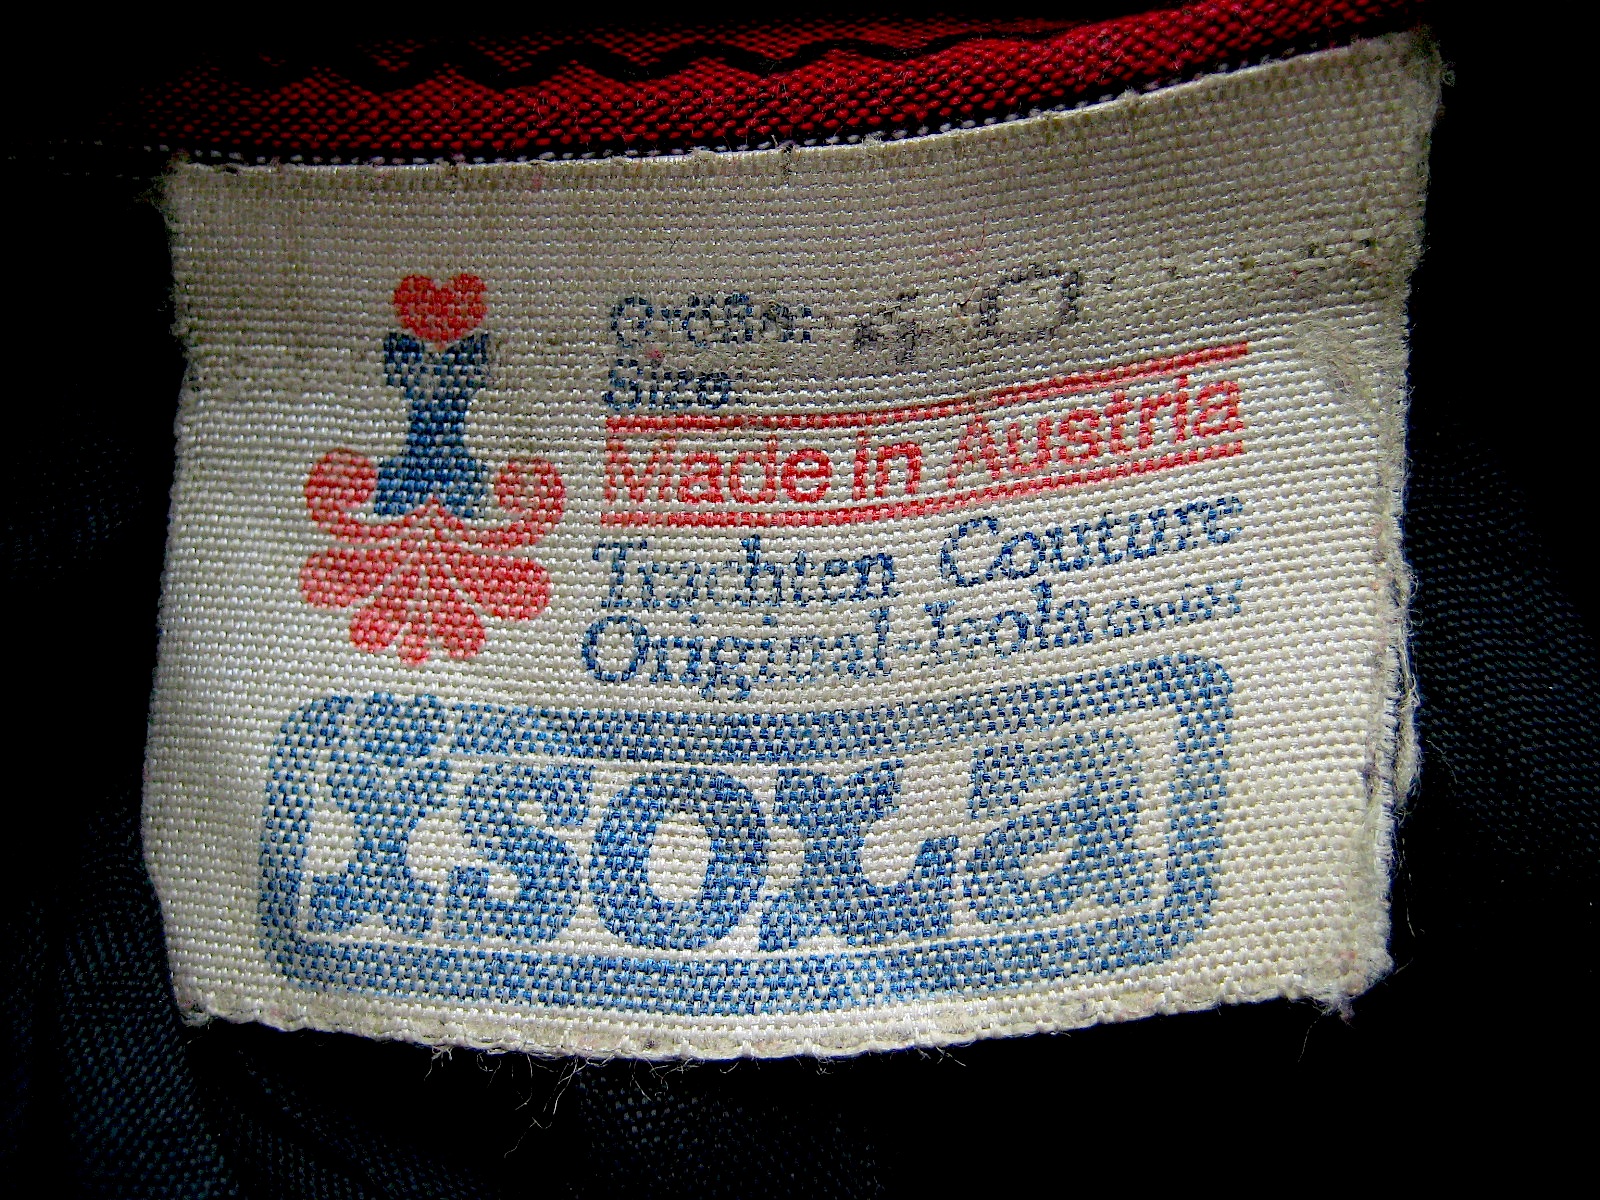 Größe:
Size:
Made in Austria
Trachten Couture
Original-Isola
isola